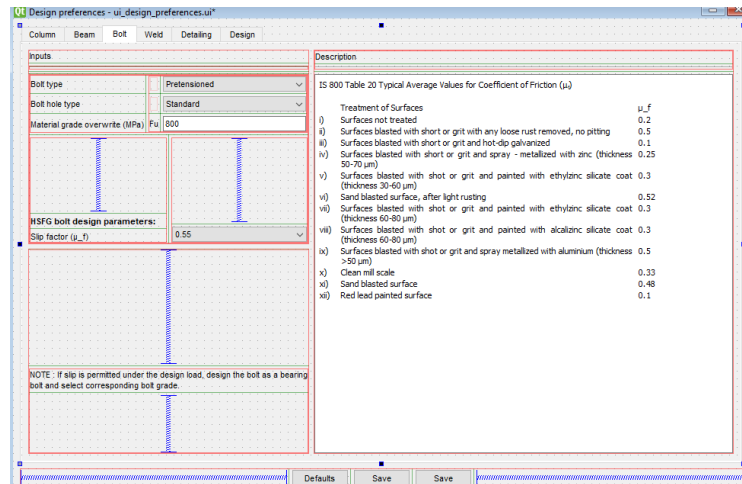 Qt Design preferences - ui_design_preferences.ui*
Column Beam Bolt Weld Detailing Design
Inputs
Bolt type Pretensioned
Bolt hole type Standard
Material grade overwrite (MPa) Fu 800
HSFG bolt design parameters:
Slip factor (µ_f) 0.55
NOTE : If slip is permitted under the design load, design the bolt as a bearing
bolt and select corresponding bolt grade.
Description
IS 800 Table 20 Typical Average Values for Coefficient of Friction (µf)
Treatment of Surfaces µ_f
i) Surfaces not treated 0.2
ii) Surfaces blasted with short or grit with any loose rust removed, no pitting 0.5
iii) Surfaces blasted with short or grit and hot-dip galvanized 0.1
iv) Surfaces blasted with short or grit and spray - metallized with zinc (thickness 0.25
50-70 µm)
v) Surfaces blasted with shot or grit and painted with ethylzinc silicate coat 0.3
(thickness 30-60 µm)
vi) Sand blasted surface, after light rusting 0.52
vii) Surfaces blasted with shot or grit and painted with ethylzinc silicate coat 0.3
(thickness 60-80 µm)
viii) Surfaces blasted with shot or grit and painted with alcalizinc silicate coat 0.3
(thickness 60-80 µm)
ix) Surfaces blasted with shot or grit and spray metallized with aluminium (thickness 0.5
>50 µm)
x) Clean mill scale 0.33
xi) Sand blasted surface 0.48
xii) Red lead painted surface 0.1
Defaults Save Save